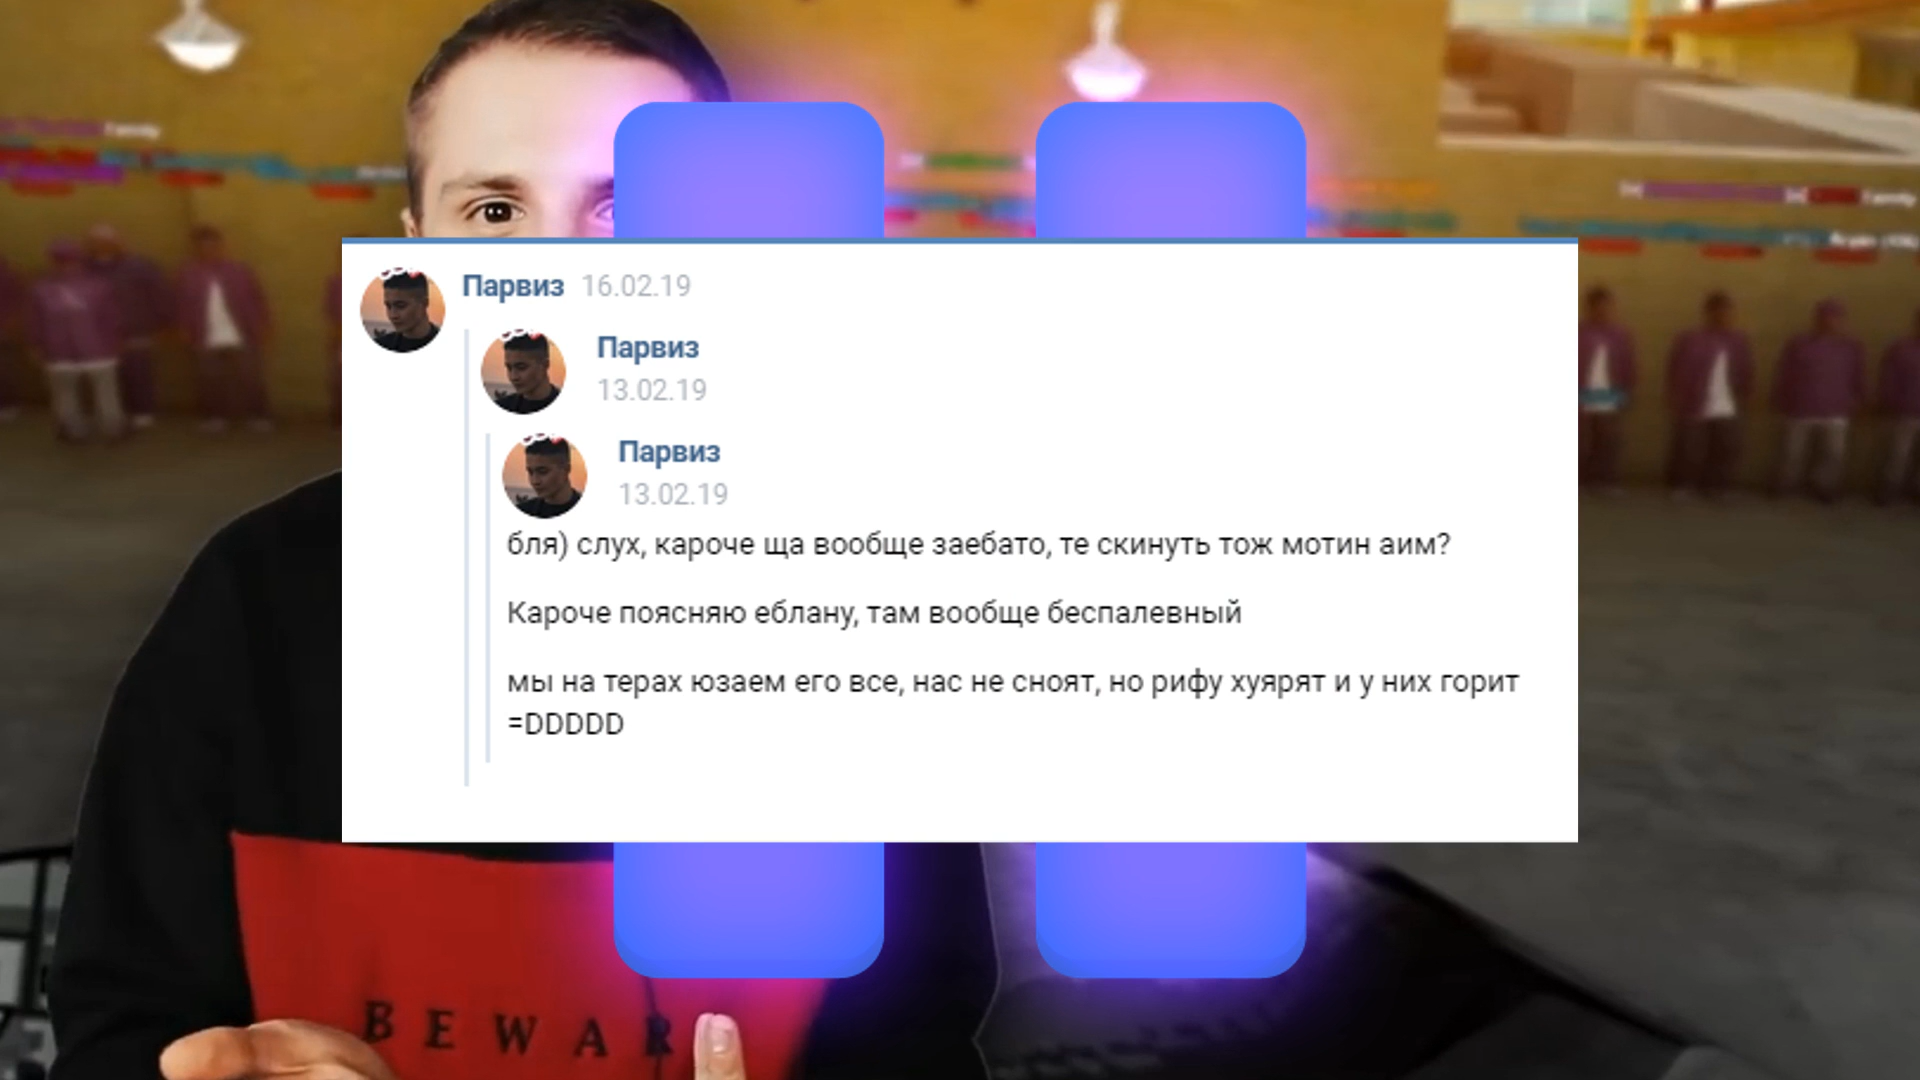 Парвиз 16.02.19
Парвиз
13.02.19
Парвиз
13.02.19
бля) слух, кароче ща вообще заебато, те скинуть тож мотин аим?
Кароче поясняю еблану, там вообще беспалевный
мы на терах юзаем его все, нас не сноят, но рифу хуярят и у них горит
=DDDDD
BEWAR